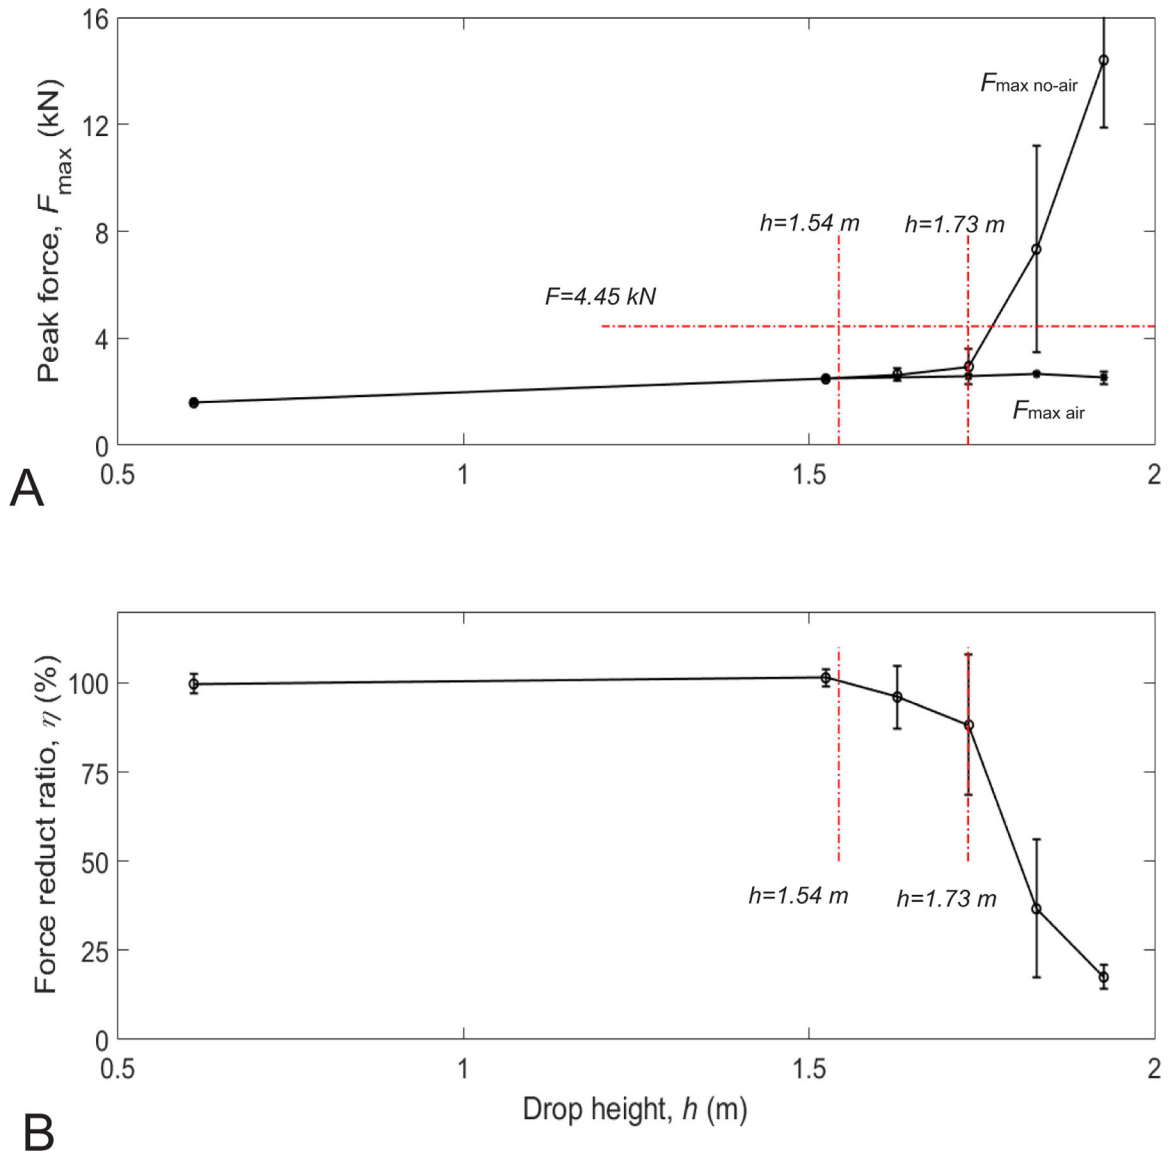 16
12
8
4
0
Peak force, Fmax (kN)
Fmax no-air
h=1.54 m
h=1.73 m
F=4.45 kN
Fmax air
0.5
1
1.5
2
A
100
75
50
25
0
Force reduct ratio, η (%)
h=1.54 m
h=1.73 m
0.5
1
1.5
2
Drop height, h (m)
B